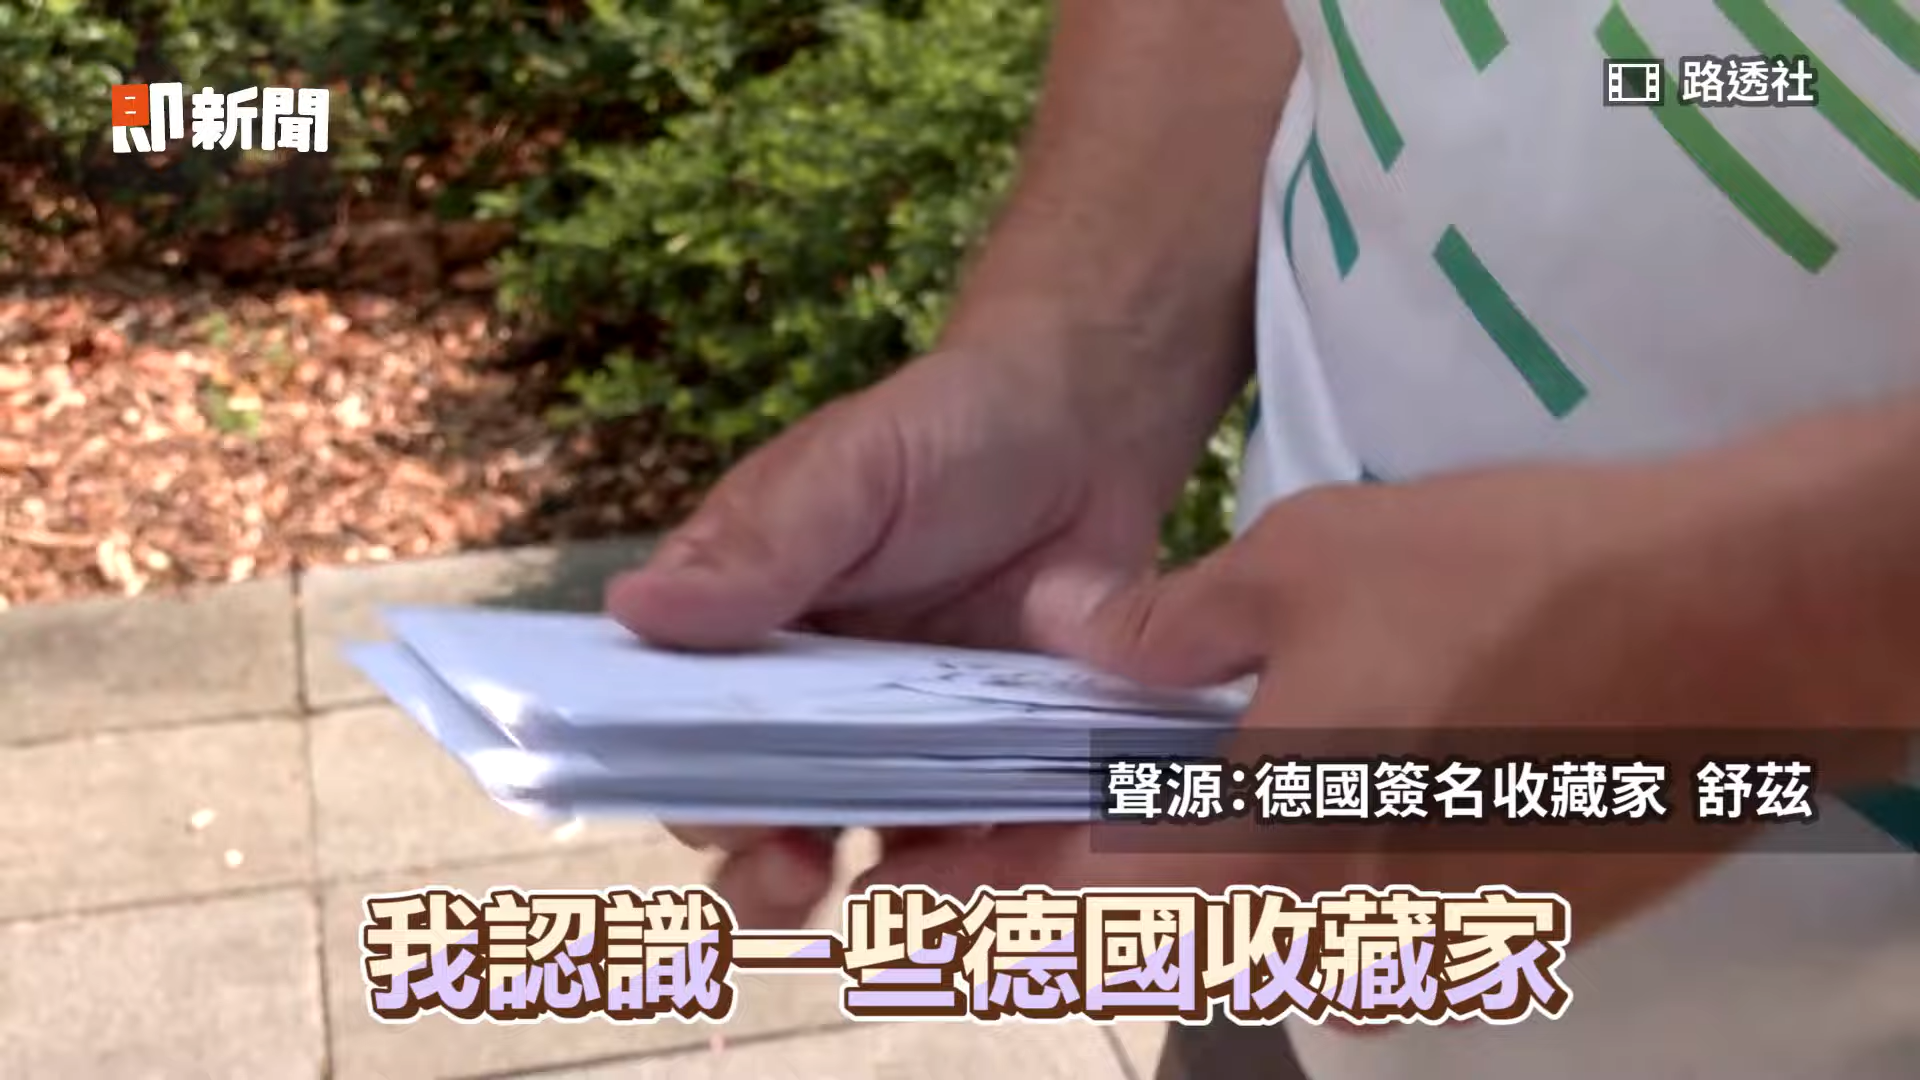 即新聞
路透社
聲源：德國簽名收藏家 舒茲
我認識一些德國收藏家